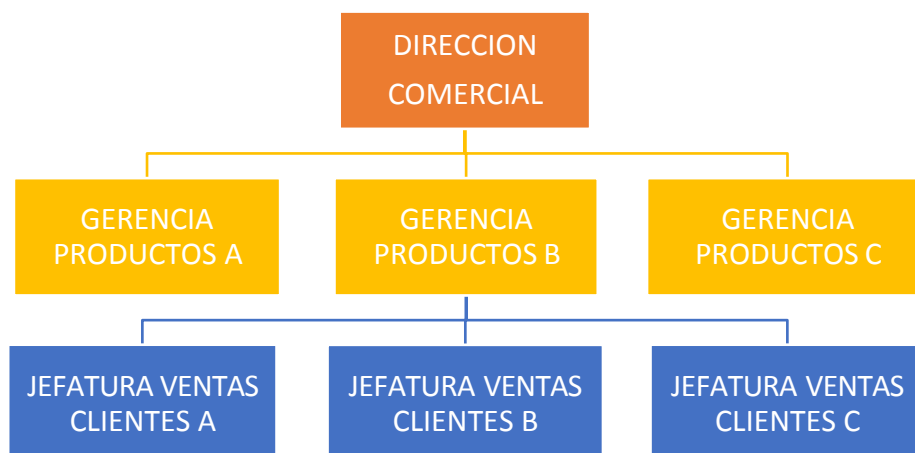 DIRECCION
COMERCIAL
GERENCIA
PRODUCTOS A
GERENCIA
PRODUCTOS B
GERENCIA
PRODUCTOS C
JEFATURA VENTAS
CLIENTES A
JEFATURA VENTAS
CLIENTES B
JEFATURA VENTAS
CLIENTES C